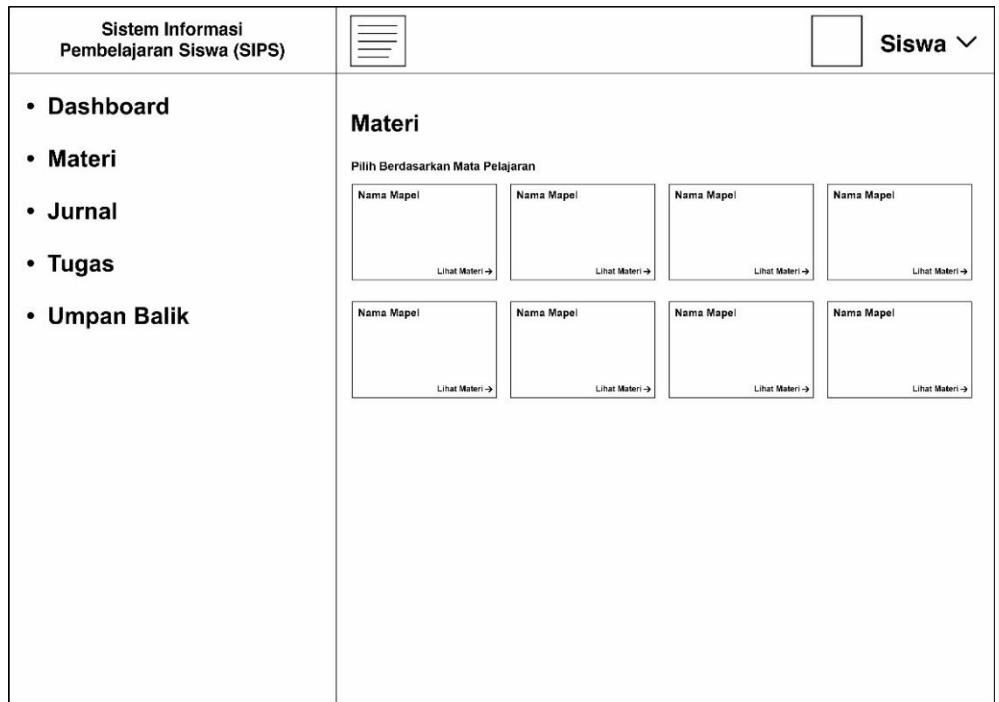 Sistem Informasi
Pembelajaran Siswa (SIPS)
Siswa
• Dashboard
• Materi
• Jurnal
• Tugas
• Umpan Balik
Materi
Pilih Berdasarkan Mata Pelajaran
Nama Mapel
Lihat Materi →
Nama Mapel
Lihat Materi →
Nama Mapel
Lihat Materi →
Nama Mapel
Lihat Materi →
Nama Mapel
Lihat Materi →
Nama Mapel
Lihat Materi →
Nama Mapel
Lihat Materi →
Nama Mapel
Lihat Materi →